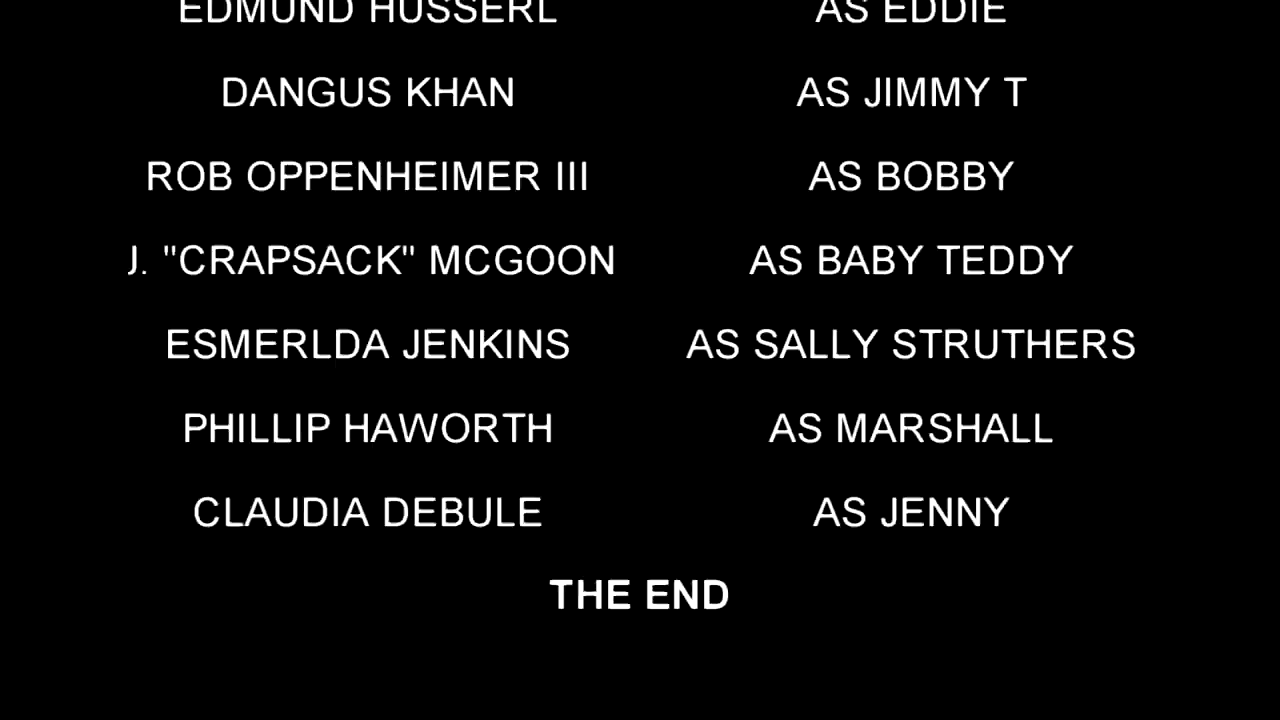 EDMUND HUSSERL AS EDDIE
DANGUS KHAN AS JIMMY T
ROB OPPENHEIMER III AS BOBBY
J. "CRAPSACK" MCGOON AS BABY TEDDY
ESMERLDA JENKINS AS SALLY STRUTHERS
PHILLIP HAWORTH AS MARSHALL
CLAUDIA DEBULE AS JENNY
THE END